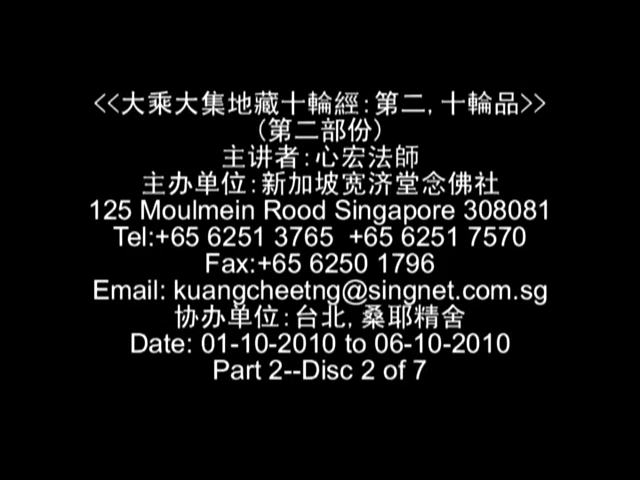 <<大乘大集地藏十輪經:第二,十輪品>>
(第二部份)
主讲者:心宏法師
主办单位:新加坡宽济堂念佛社
125 Moulmein Rood Singapore 308081
Tel:+65 6251 3765  +65 6251 7570
Fax:+65 6250 1796
Email: kuangcheetng@singnet.com.sg
协办单位:台北,桑耶精舍
Date: 01-10-2010 to 06-10-2010
Part 2--Disc 2 of 7